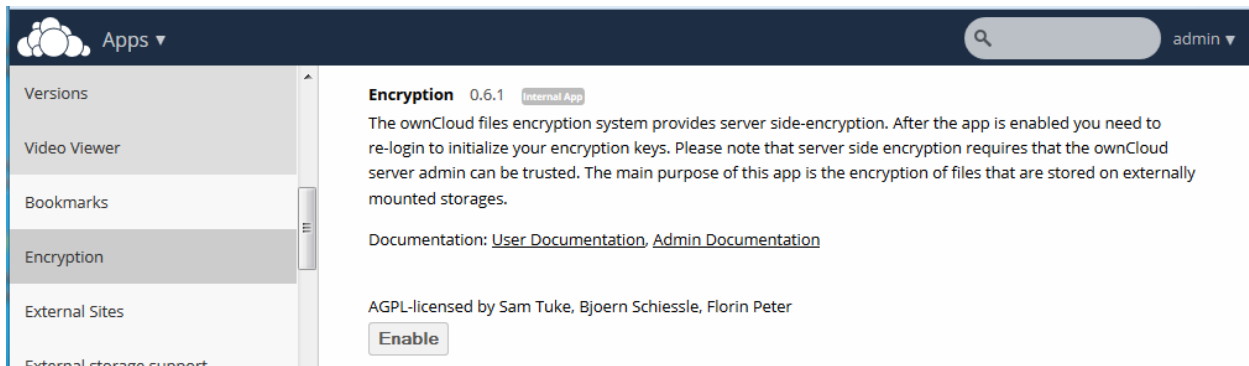 Apps ▾
admin ▾
Versions
Video Viewer
Bookmarks
Encryption
External Sites
External storage support
Encryption 0.6.1 Internal App
The ownCloud files encryption system provides server side-encryption. After the app is enabled you need to
re-login to initialize your encryption keys. Please note that server side encryption requires that the ownCloud
server admin can be trusted. The main purpose of this app is the encryption of files that are stored on externally
mounted storages.
Documentation: User Documentation, Admin Documentation
AGPL-licensed by Sam Tuke, Bjoern Schiessle, Florin Peter
Enable